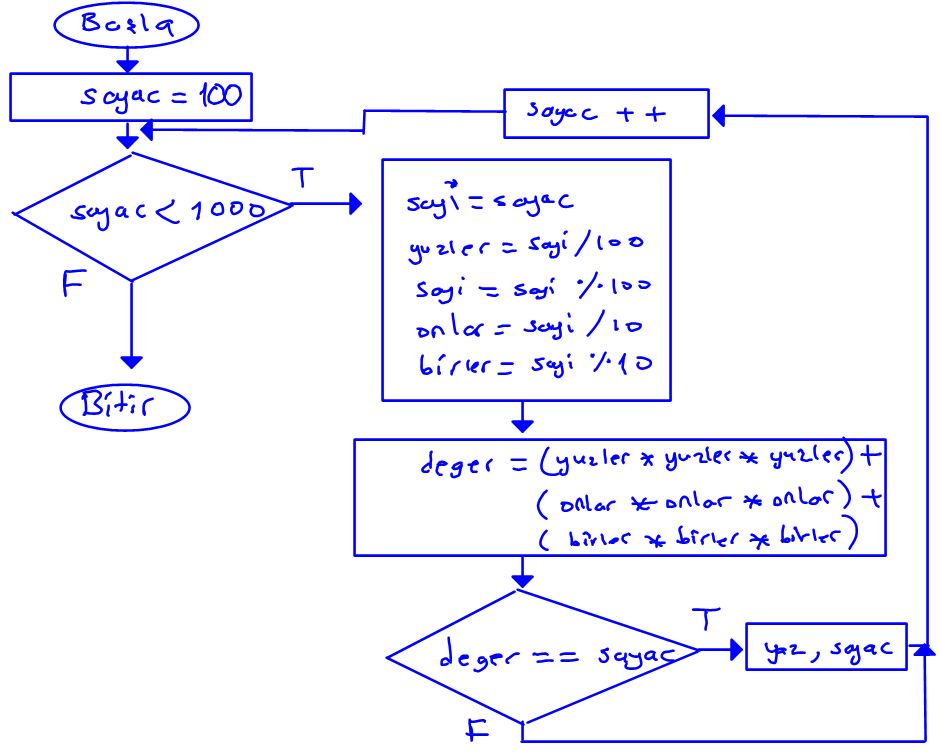 Başla
sayac = 100
sayac ++
sayac < 1000
T
F
Bitir
sayi = sayac
yuzler = sayi / 100
sayi = sayi % 100
onlar = sayi / 10
birler = sayi % 10
deger = (yuzler * yuzler * yuzler) +
( onlar * onlar * onlar ) +
( birler * birler * birler )
deger == sayac
T
yaz, sayac
F